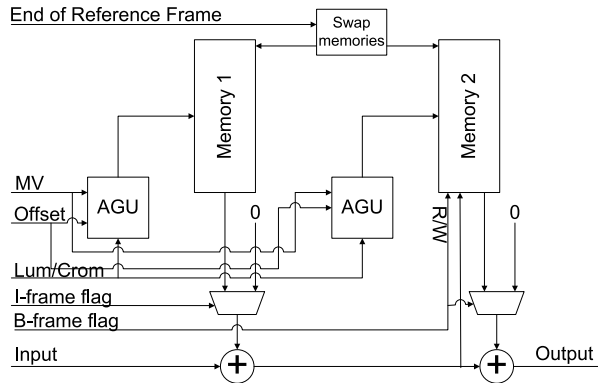 End of Reference Frame
Swap
memories
Memory 1
Memory 2
MV
AGU
Offset
0
AGU
R/W
0
Lum/Crom
I-frame flag
B-frame flag
Input
+
+
Output